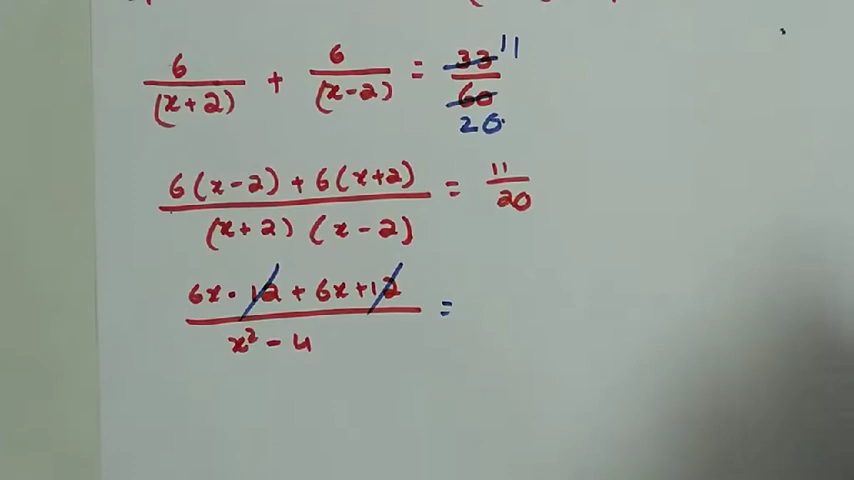 6/(x+2) + 6/(x-2) = 33/60 11/20
6(x-2) + 6(x+2)/(x+2) (x-2) = 11/20
6x - 12 + 6x + 12/x² - 4 =